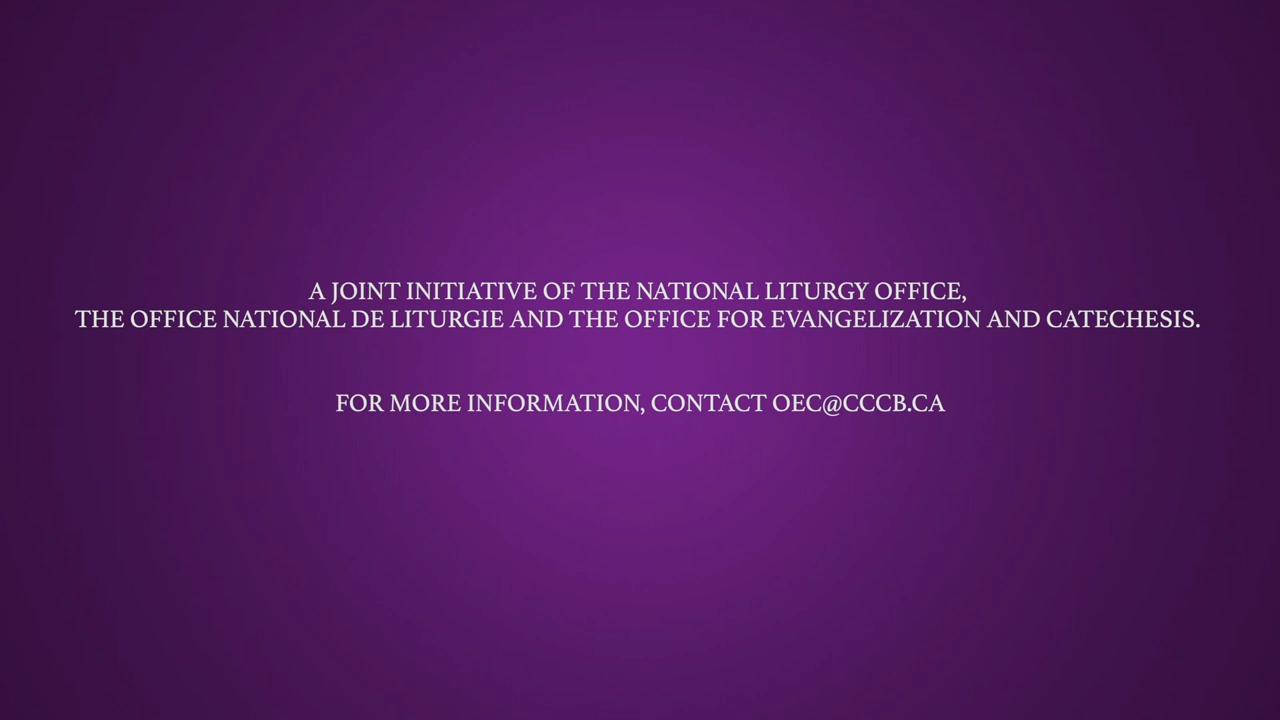 A JOINT INITIATIVE OF THE NATIONAL LITURGY OFFICE,
THE OFFICE NATIONAL DE LITURGIE AND THE OFFICE FOR EVANGELIZATION AND CATECHESIS.
FOR MORE INFORMATION, CONTACT OEC@CCCB.CA